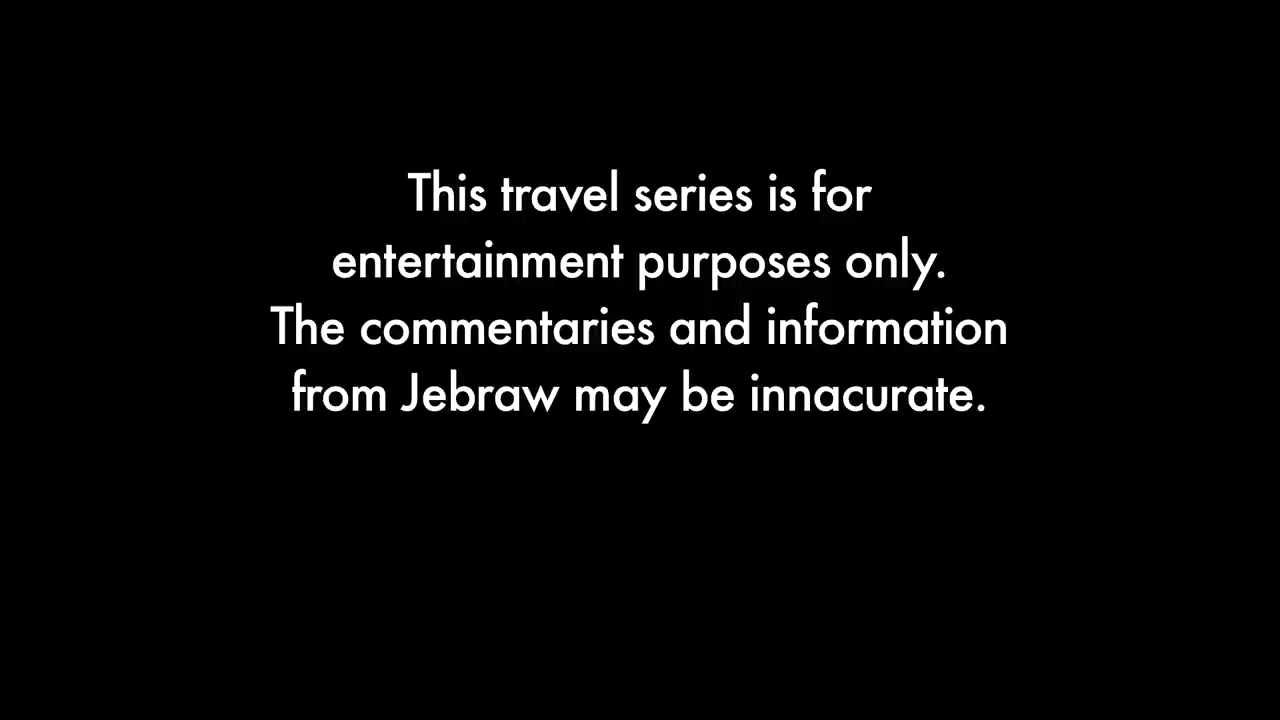 This travel series is for
entertainment purposes only.
The commentaries and information
from Jebraw may be innacurate.